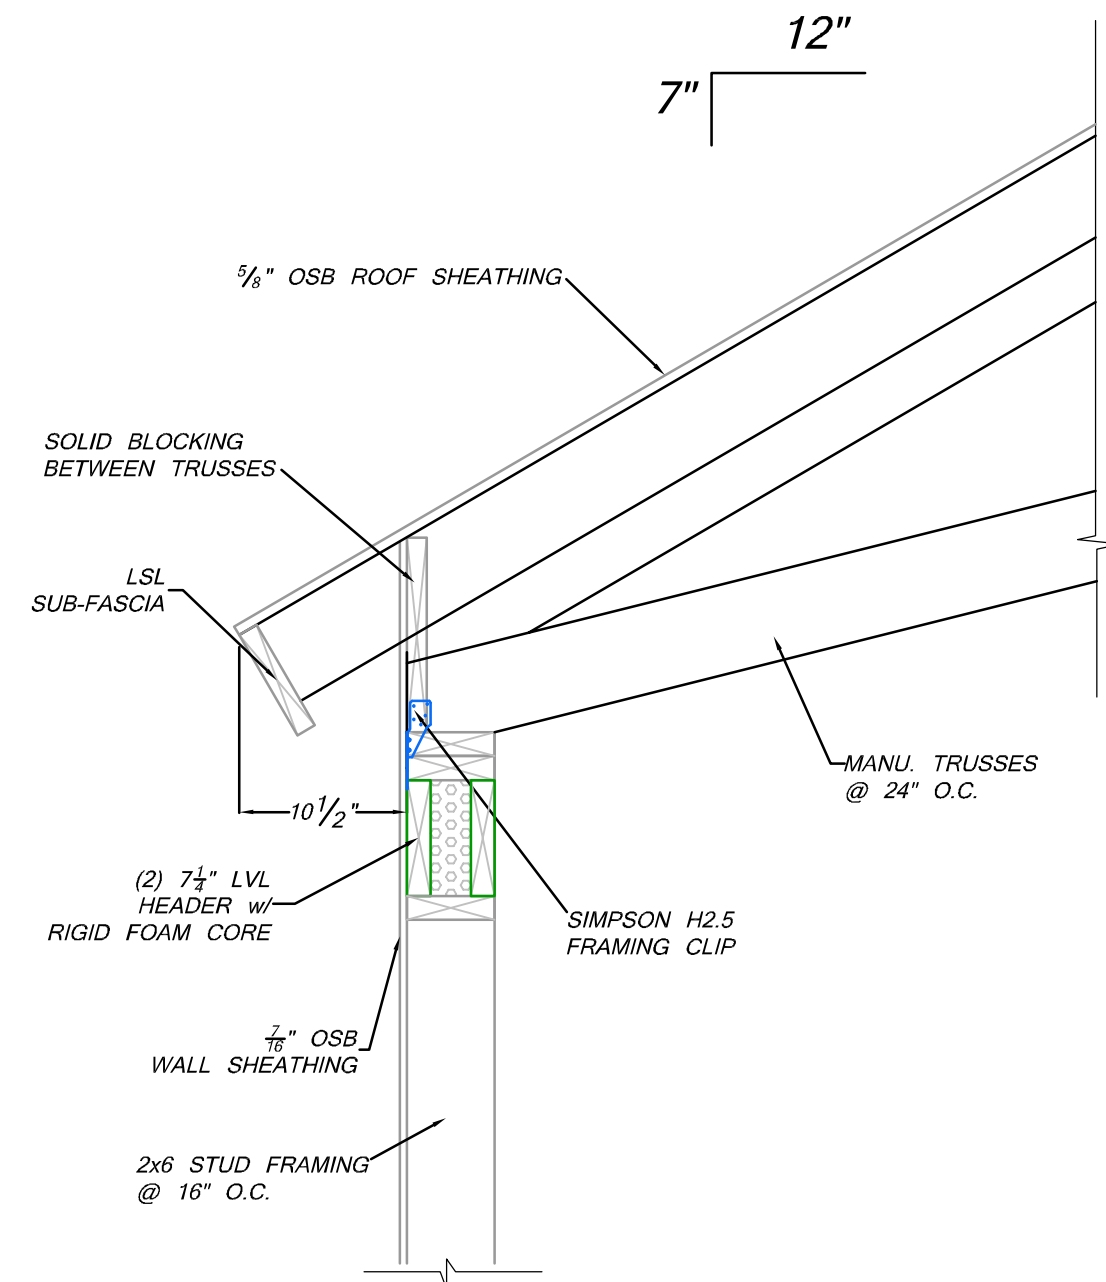 12"
7"
5/8" OSB ROOF SHEATHING
SOLID BLOCKING
BETWEEN TRUSSES
LSL
SUB-FASCIA
MANU. TRUSSES
@ 24" O.C.
10 1/2"
(2) 7 1/4" LVL
HEADER w/
RIGID FOAM CORE
SIMPSON H2.5
FRAMING CLIP
7/16" OSB
WALL SHEATHING
2x6 STUD FRAMING
@ 16" O.C.